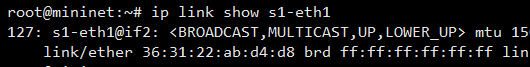 root@mininet:~# ip link show s1-eth1
127: s1-eth1@if2: <BROADCAST,MULTICAST,UP,LOWER_UP> mtu 15
link/ether 36:31:22:ab:d4:d8 brd ff:ff:ff:ff:ff:ff lin